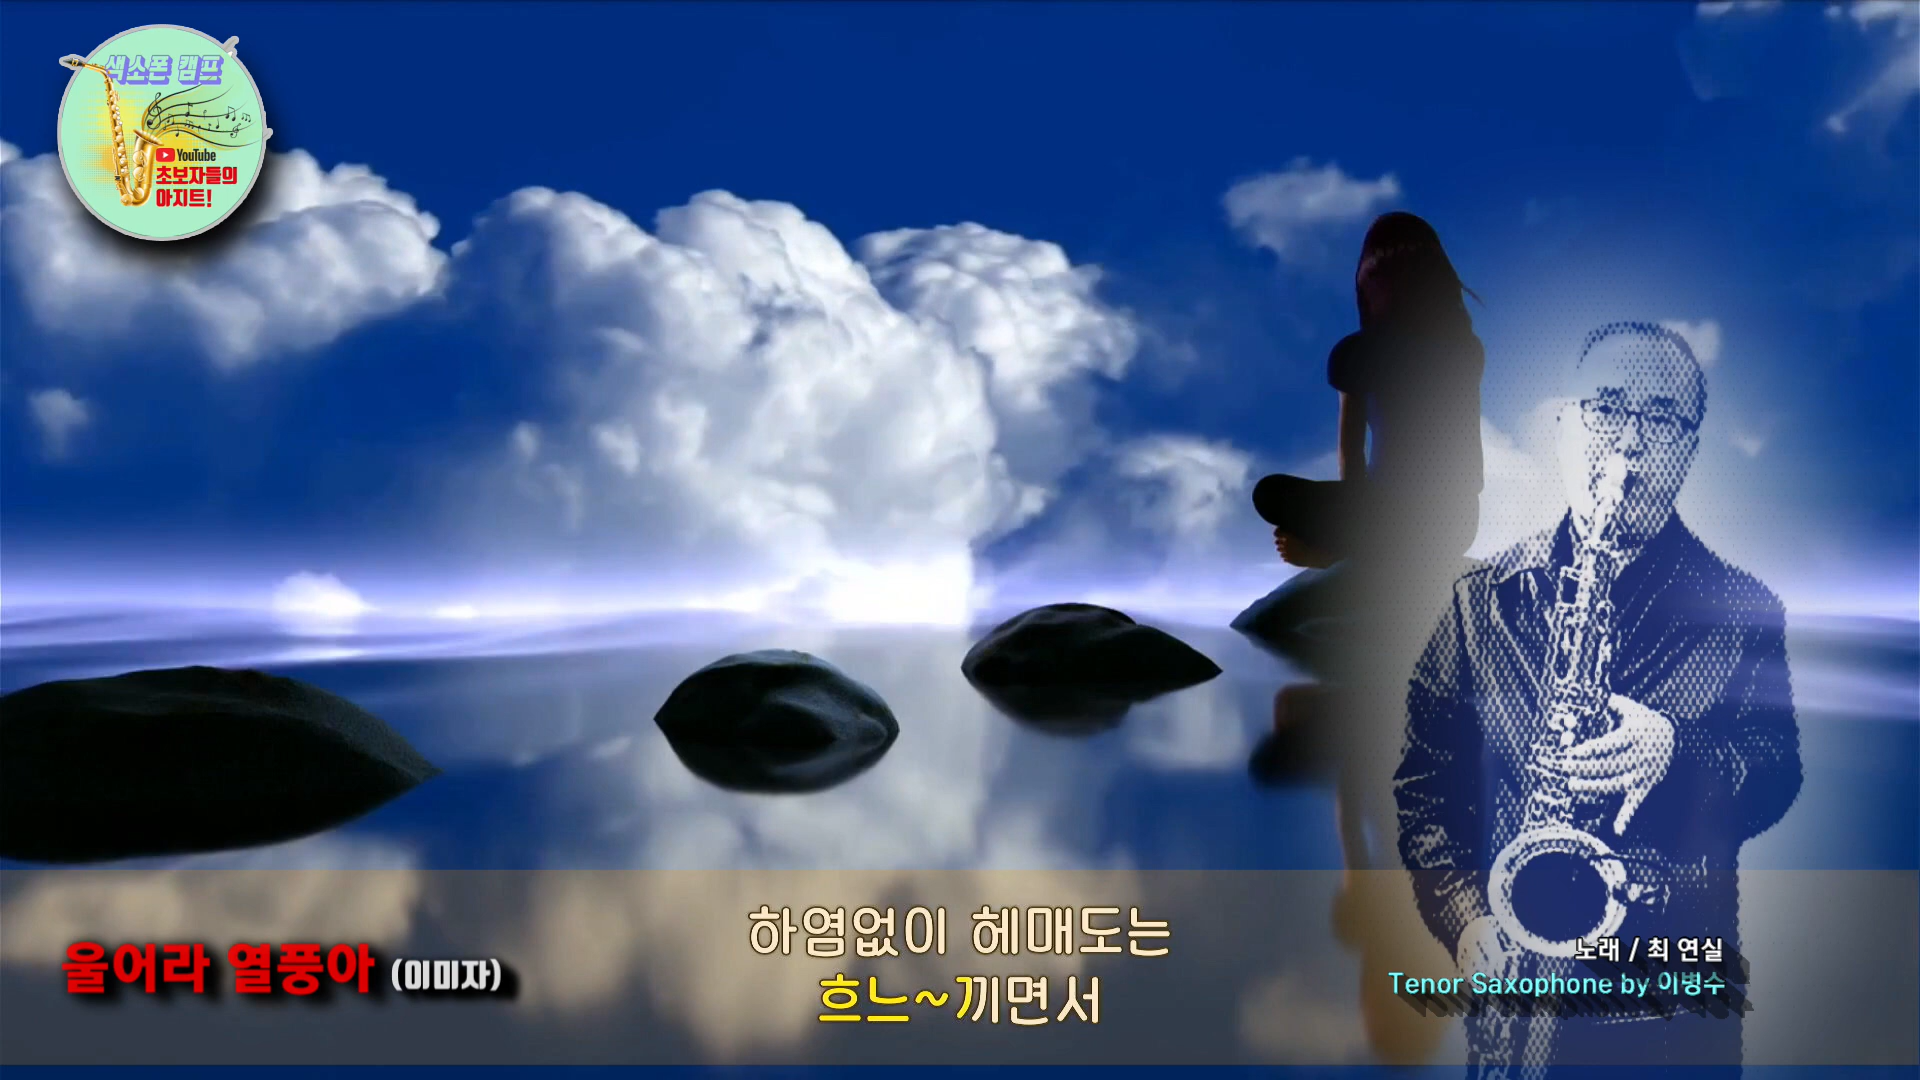 색소폰 캠프
YouTube
초보자들의
아지트!
하염없이 헤매도는
흐느~끼면서
울어라 열풍아 (이미자)
노래 / 최 연실
Tenor Saxophone by 이병수